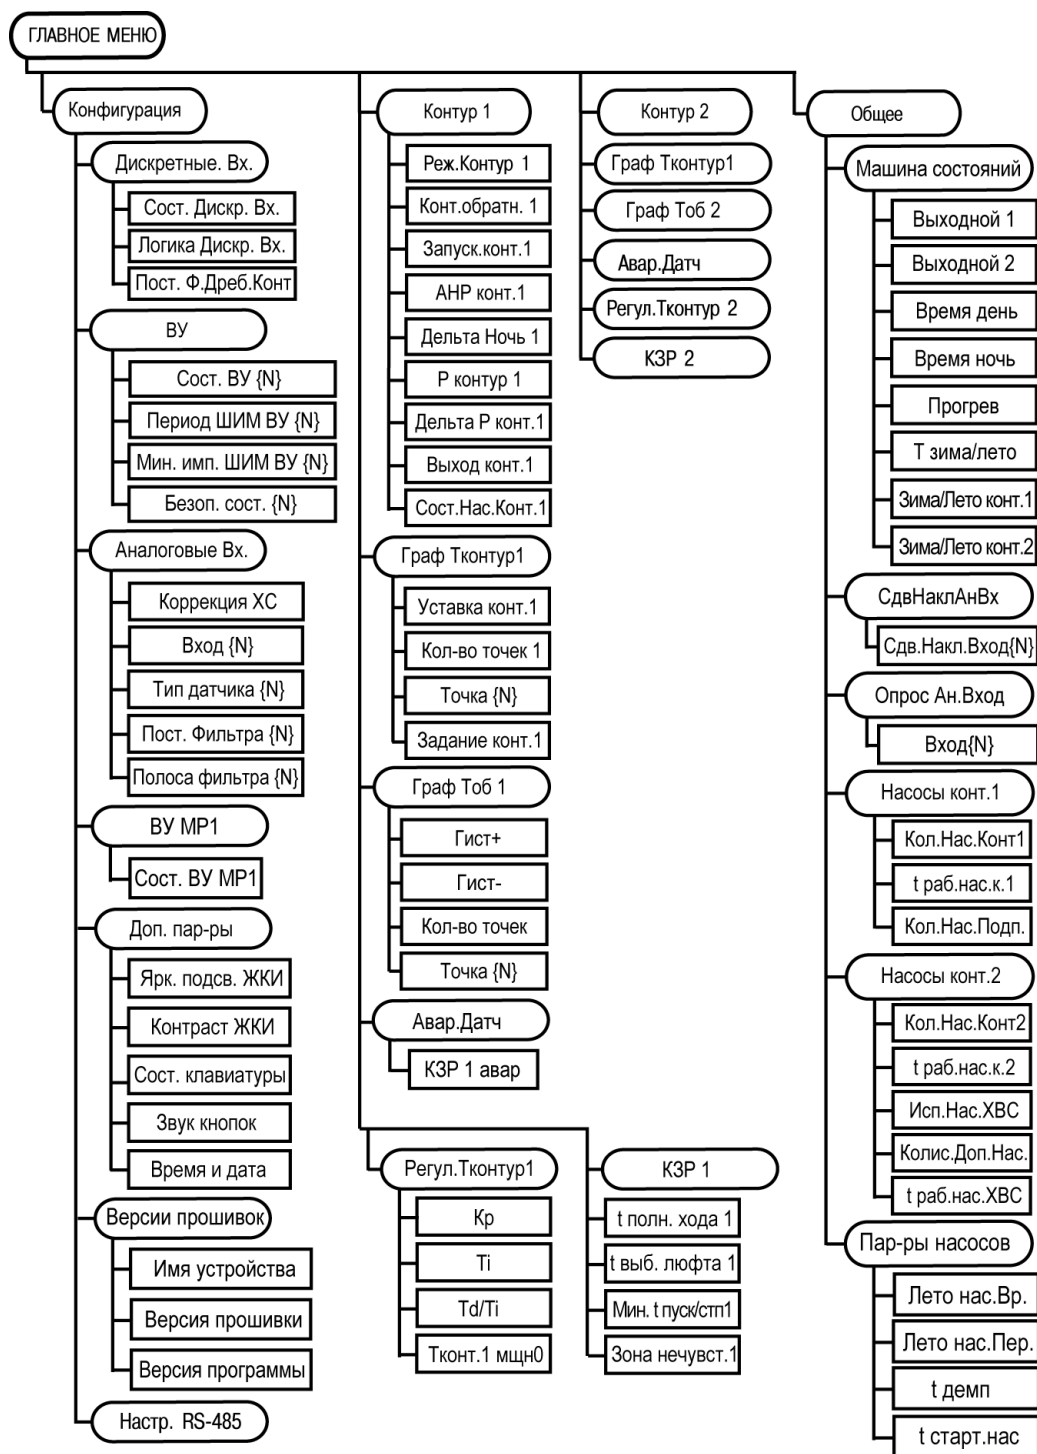 ГЛАВНОЕ МЕНЮ
Конфигурация
Дискретные. Вх.
Сост. Дискр. Вх.
Логика Дискр. Вх.
Пост. Ф.Дреб.Конт
ВУ
Сост. ВУ {N}
Период ШИМ ВУ {N}
Мин. имп. ШИМ ВУ {N}
Безоп. сост. {N}
Аналоговые Вх.
Коррекция ХС
Вход {N}
Тип датчика {N}
Пост. Фильтра {N}
Полоса фильтра {N}
ВУ МР1
Сост. ВУ МР1
Доп. пар-ры
Ярк. подсв. ЖКИ
Контраст ЖКИ
Сост. клавиатуры
Звук кнопок
Время и дата
Версии прошивок
Имя устройства
Версия прошивки
Версия программы
Настр. RS-485
Контур 1
Реж.Контур 1
Конт.обратн. 1
Запуск.конт.1
АНР конт.1
Дельта Ночь 1
Р контур 1
Дельта Р конт.1
Выход конт.1
Сост.Нас.Конт.1
Граф Тконтур1
Уставка конт.1
Кол-во точек 1
Точка {N}
Задание конт.1
Граф Тоб 1
Гист+
Гист-
Кол-во точек
Точка {N}
Авар.Датч
КЗР 1 авар
Регул.Тконтур1
Kp
Ti
Td/Ti
Тконт.1 мщн0
КЗР 1
t полн. хода 1
t выб. люфта 1
Мин. t пуск/стп1
Зона нечувст.1
Контур 2
Граф Тконтур1
Граф Тоб 2
Авар.Датч
Регул.Тконтур 2
КЗР 2
Общее
Машина состояний
Выходной 1
Выходной 2
Время день
Время ночь
Прогрев
Т зима/лето
Зима/Лето конт.1
Зима/Лето конт.2
СдвНаклАнВх
Сдв.Накл.Вход{N}
Опрос Ан.Вход
Вход{N}
Насосы конт.1
Кол.Нас.Конт1
t раб.нас.к.1
Кол.Нас.Подп.
Насосы конт.2
Кол.Нас.Конт2
t раб.нас.к.2
Исп.Нас.ХВС
Колис.Доп.Нас.
t раб.нас.ХВС
Пар-ры насосов
Лето нас.Вр.
Лето нас.Пер.
t демп
t старт.нас